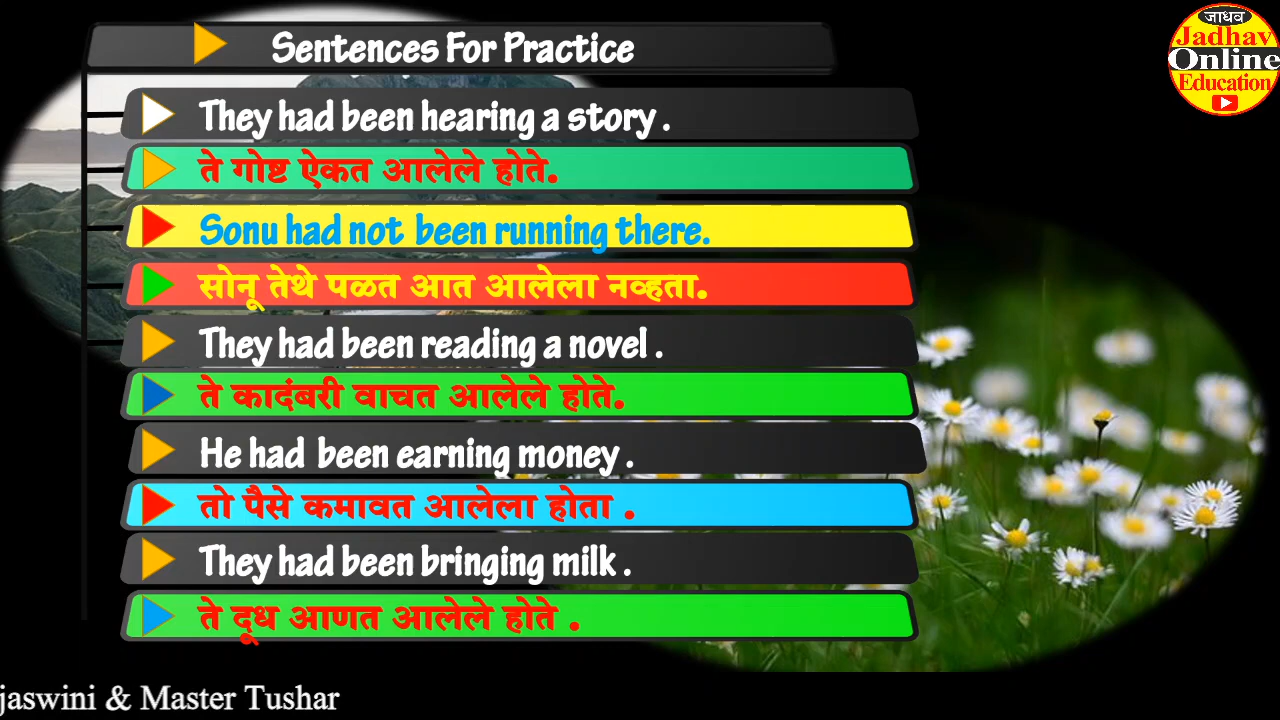 जाधव
Jadhav
Online
Education
Sentences For Practice
They had been hearing a story .
ते गोष्ट ऐकत आलेले होते.
Sonu had not been running there.
सोनू तेथे पळत आत आलेला नव्हता.
They had been reading a novel .
ते कादंबरी वाचत आलेले होते.
He had been earning money .
तो पैसे कमावत आलेला होता .
They had been bringing milk .
ते दूध आणत आलेले होते .
jaswini & Master Tushar